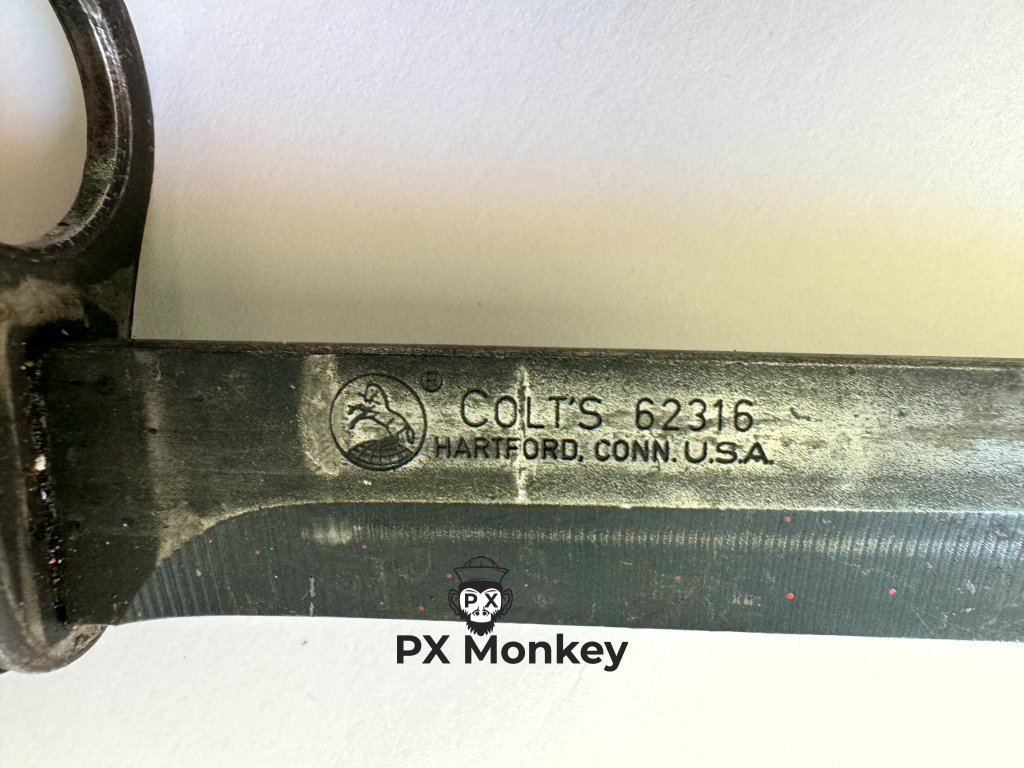 ® COLT'S 62316
HARTFORD, CONN. U.S.A.
PX
PX Monkey